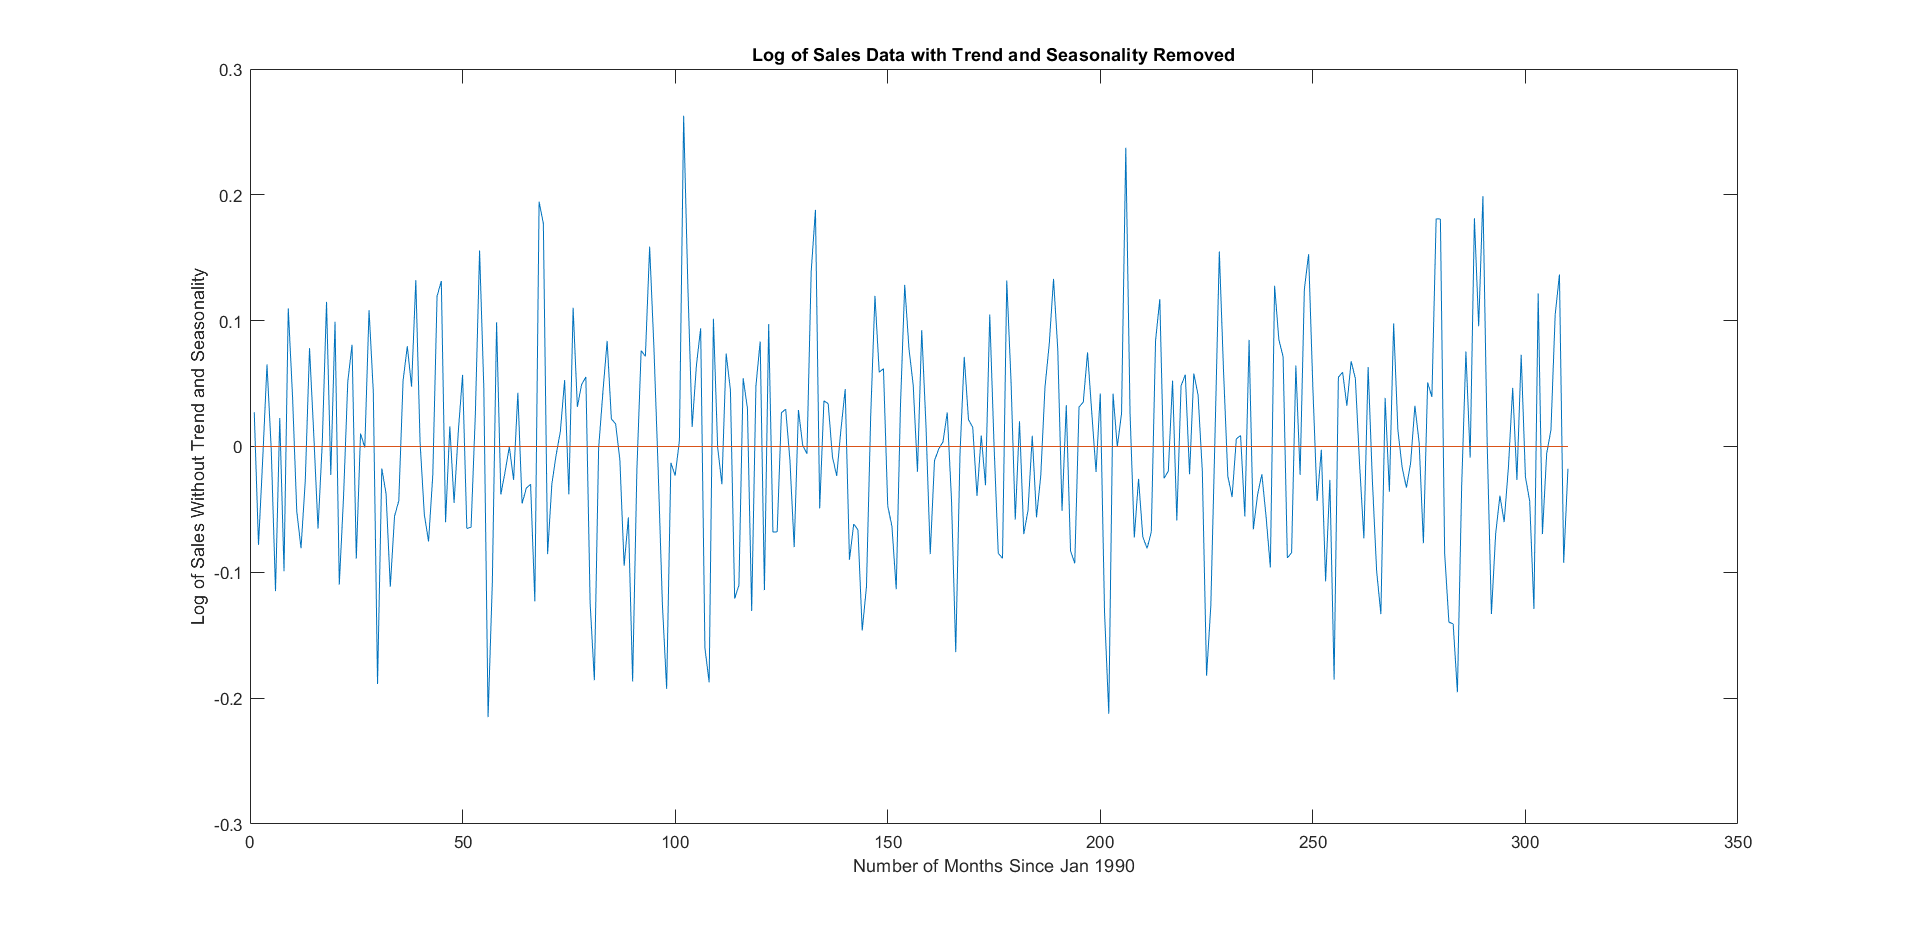 Log of Sales Data with Trend and Seasonality Removed
0.3
0.2
0.1
0
-0.1
-0.2
-0.3
Log of Sales Without Trend and Seasonality
0 50 100 150 200 250 300 350
Number of Months Since Jan 1990